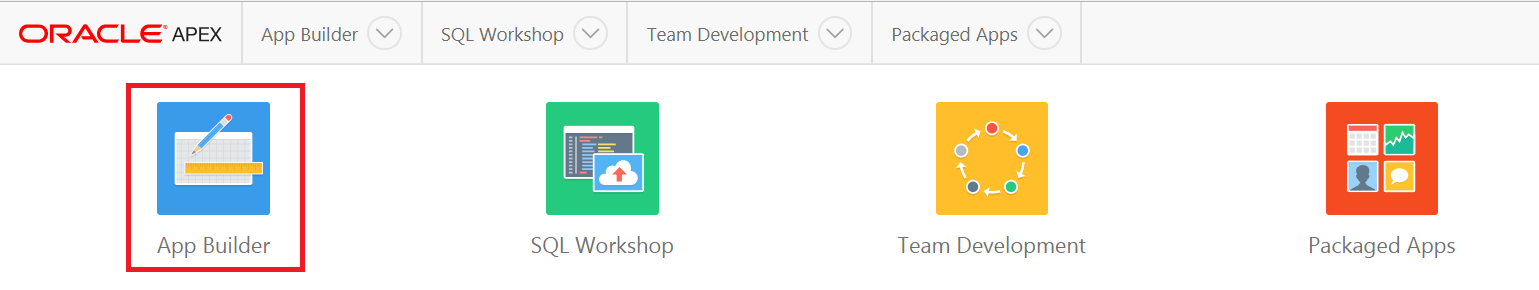 ORACLE® APEX App Builder SQL Workshop Team Development Packaged Apps
App Builder SQL Workshop Team Development Packaged Apps